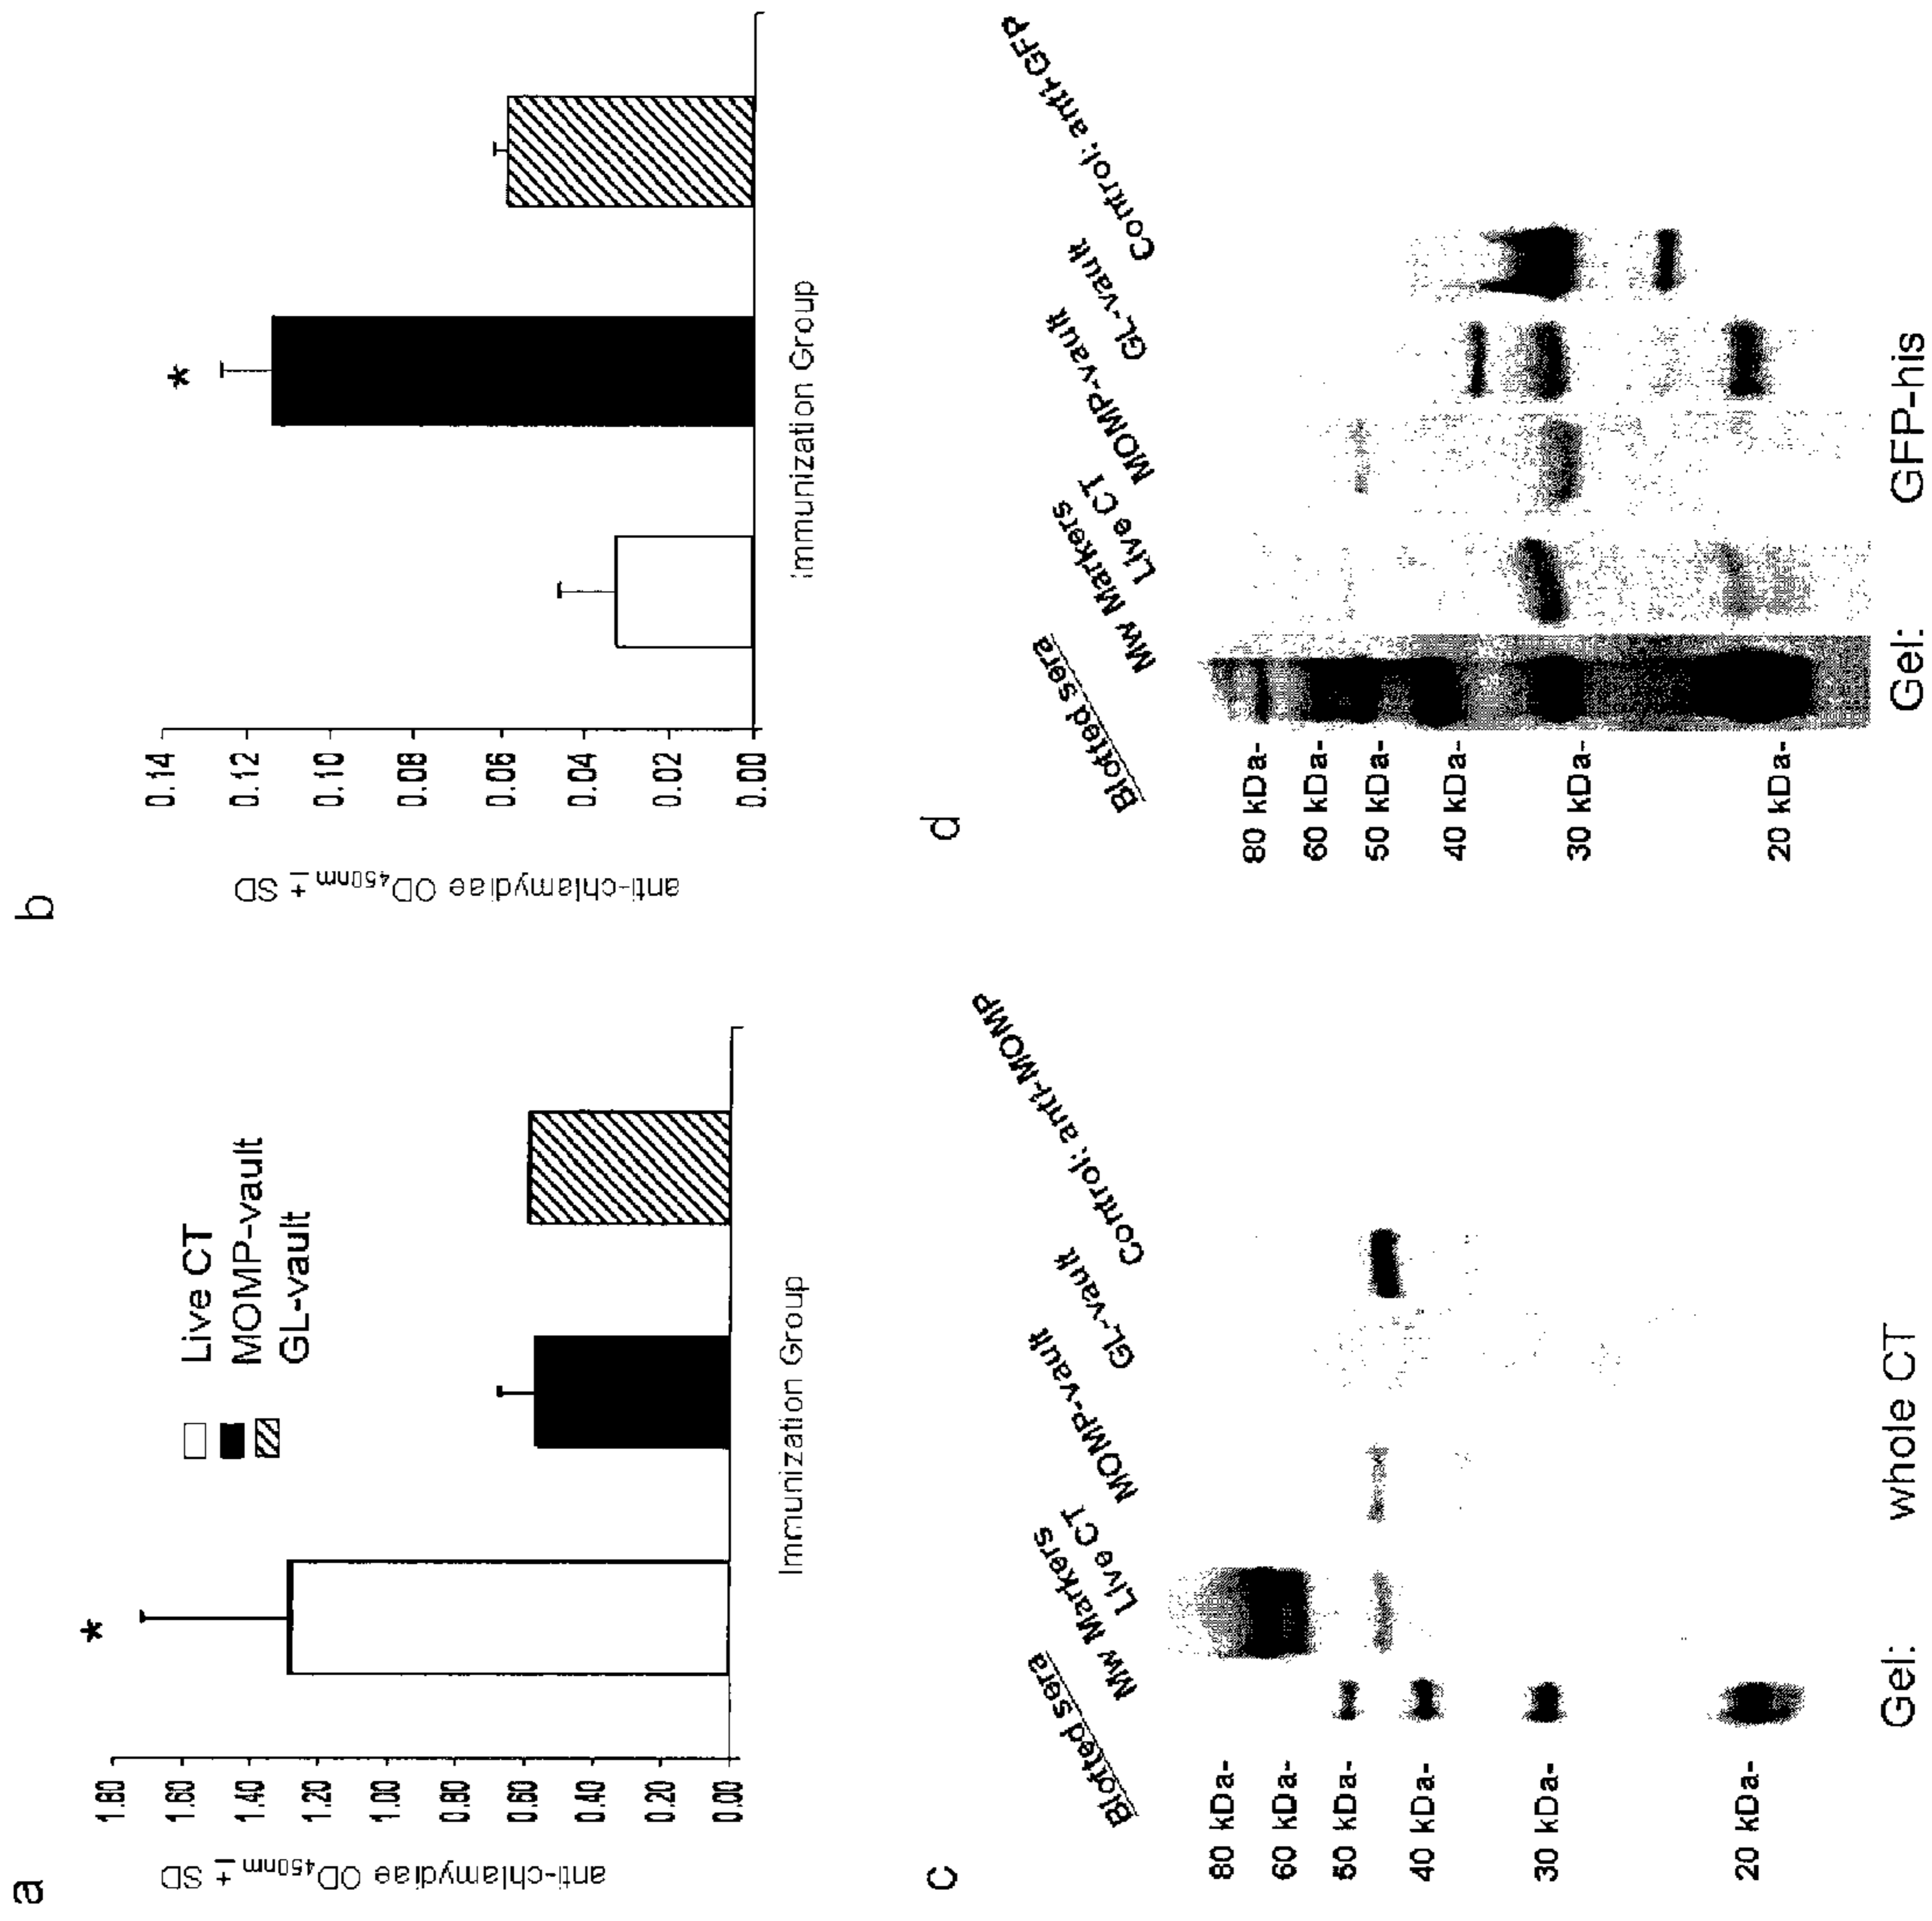 a
anti-chlamydiae OD450nm ± SD
1.80
1.60
1.40
1.20
1.00
0.80
0.60
0.40
0.20
0.00
*
Live CT
MOMP-vault
GL-vault
Immunization Group
b
anti-chlamydiae OD450nm ± SD
0.14
0.12
0.10
0.08
0.06
0.04
0.02
0.00
*
Immunization Group
c
Blotted sera
Mw Markers
Live CT
MOMP-vault
GL-vault
Control: anti-MOMP
80 kDa-
60 kDa-
50 kDa-
40 kDa-
30 kDa-
20 kDa-
Gel: whole CT
d
Blotted sera
Mw Markers
Live CT
MOMP-vault
GL-vault
Control: anti-GFP
80 kDa-
60 kDa-
50 kDa-
40 kDa-
30 kDa-
20 kDa-
Gel: GFP-his